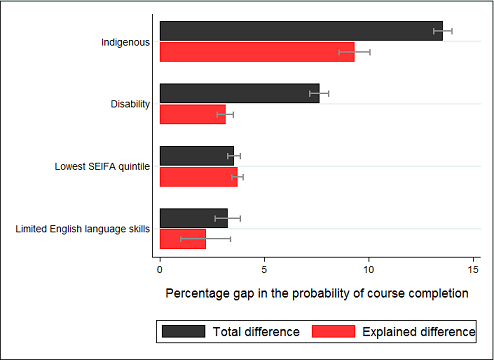 Indigenous
Disability
Lowest SEIFA quintile
Limited English language skills
0 5 10 15
Percentage gap in the probability of course completion
Total difference Explained difference